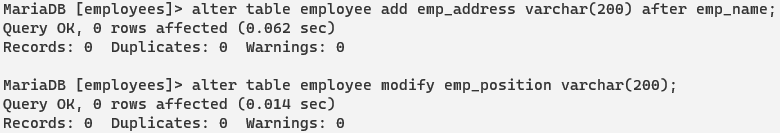 MariaDB [employees]> alter table employee add emp_address varchar(200) after emp_name;
Query OK, 0 rows affected (0.062 sec)
Records: 0  Duplicates: 0  Warnings: 0

MariaDB [employees]> alter table employee modify emp_position varchar(200);
Query OK, 0 rows affected (0.014 sec)
Records: 0  Duplicates: 0  Warnings: 0